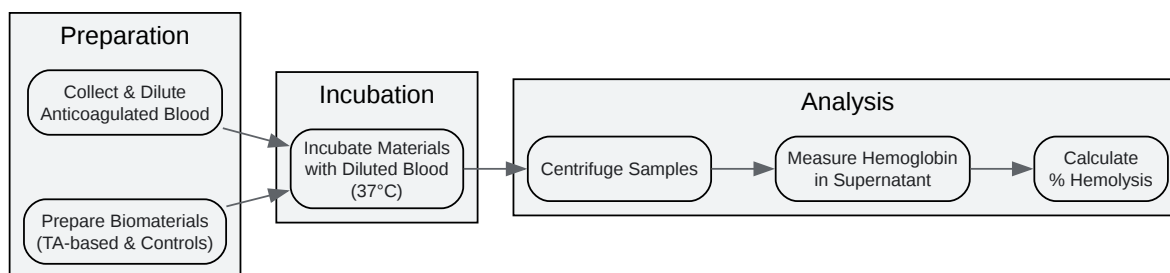 Preparation
Collect & Dilute
Anticoagulated Blood
Prepare Biomaterials
(TA-based & Controls)
Incubation
Incubate Materials
with Diluted Blood
(37°C)
Analysis
Centrifuge Samples
Measure Hemoglobin
in Supernatant
Calculate
% Hemolysis